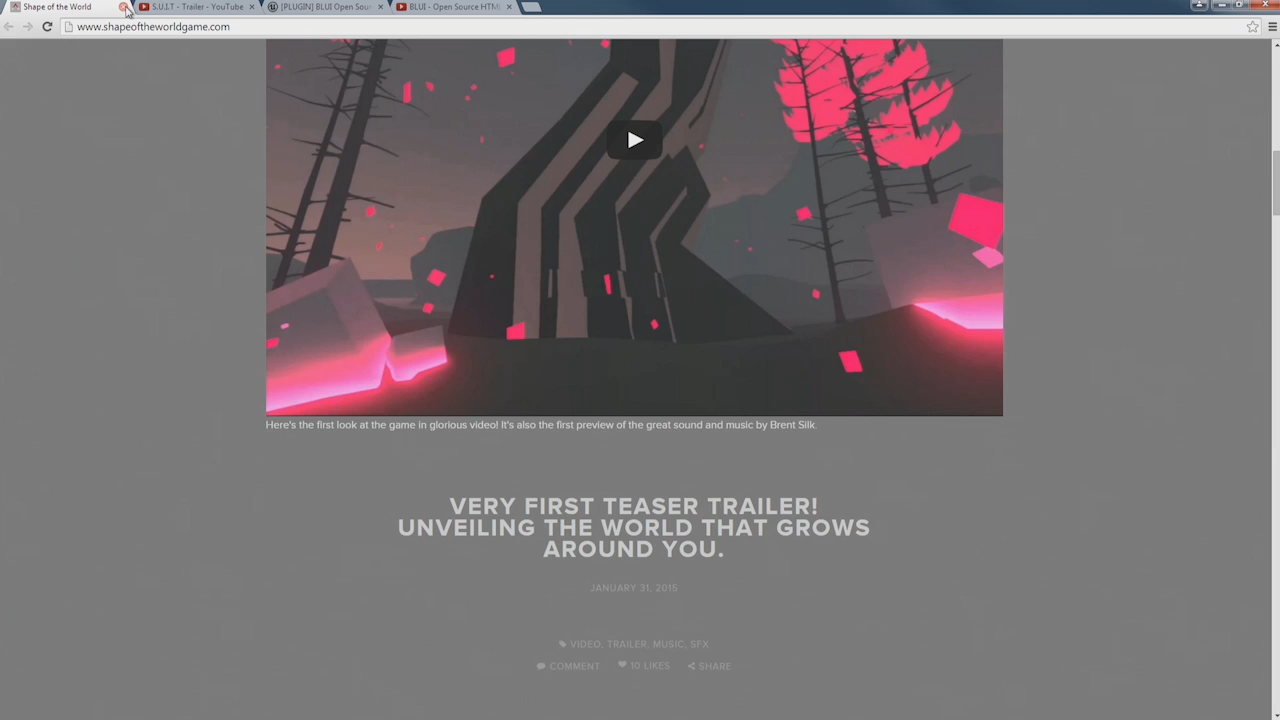 Shape of the World
S.U.I.T - Trailer - YouTube
[PLUGIN] BLUI Open Sour
BLUI - Open Source HTM
www.shapeoftheworldgame.com
Here's the first look at the game in glorious video! It's also the first preview of the great sound and music by Brent Silk.
VERY FIRST TEASER TRAILER!
UNVEILING THE WORLD THAT GROWS
AROUND YOU.
JANUARY 31, 2015
VIDEO, TRAILER, MUSIC, SFX
COMMENT 10 LIKES SHARE